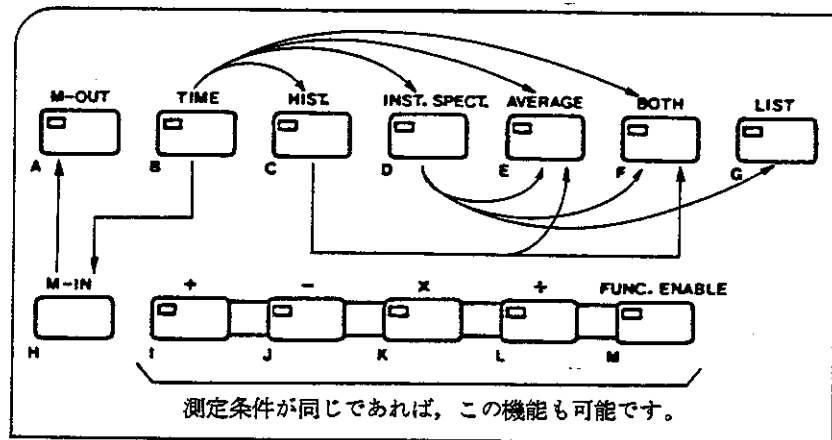 M-OUT TIME HIST. INST. SPECT. AVERAGE BOTH LIST
A B C D E F G
M-IN + - × ÷ FUNC. ENABLE
H I J K L M
測定条件が同じであれば，この機能も可能です。